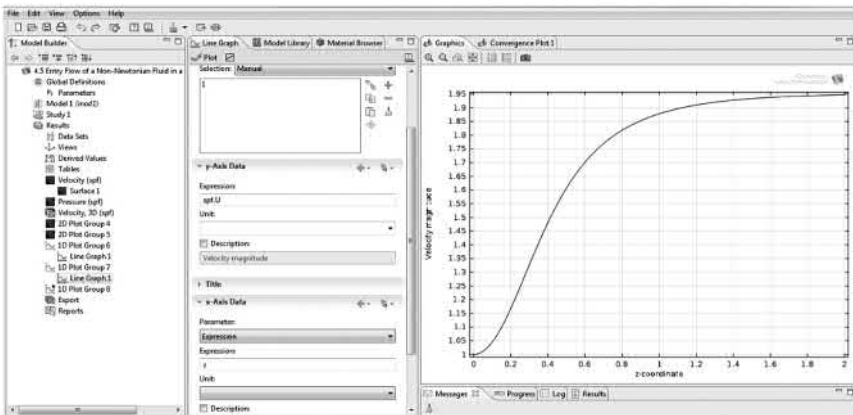 File Edit View Options Help
Model Builder
4.5 Entry Flow of a Non-Newtonian Fluid in a
Global Definitions
Pi Parameters
Model 1 (mod1)
Study 1
Results
Data Sets
Views
Derived Values
Tables
Velocity (spf)
Surface 1
Pressure (spf)
Velocity, 3D (spf)
2D Plot Group 4
2D Plot Group 5
1D Plot Group 6
Line Graph 1
1D Plot Group 7
Line Graph 1
1D Plot Group 8
Export
Reports
Line Graph Model Library Material Browser
Plot
Selection: Manual
1
y-Axis Data
Expression:
spf.U
Unit:
Description:
Velocity magnitude
Title
x-Axis Data
Parameter:
Expression
Expression:
z
Unit:
Description
Graphics Convergence Plot 1
1.95
1.9
1.85
1.8
1.75
1.7
1.65
1.6
1.55
1.5
1.45
1.4
1.35
1.3
1.25
1.2
1.15
1.1
1.05
1
Velocity magnitude
0 0.2 0.4 0.6 0.8 1 1.2 1.4 1.6 1.8 2
z-coordinate
Messages Progress Log Results